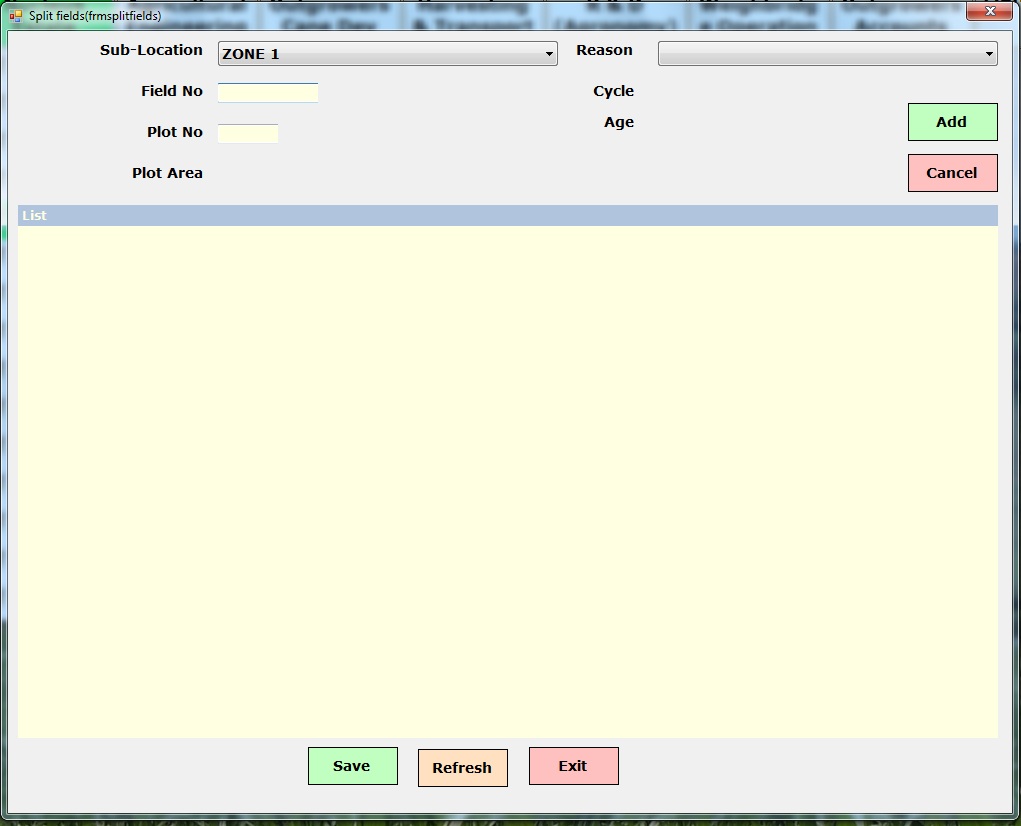 Split fields(frmsplitfields)
Sub-Location ZONE 1 Reason
Field No Cycle
Plot No Age Add
Plot Area Cancel
List
Save Refresh Exit